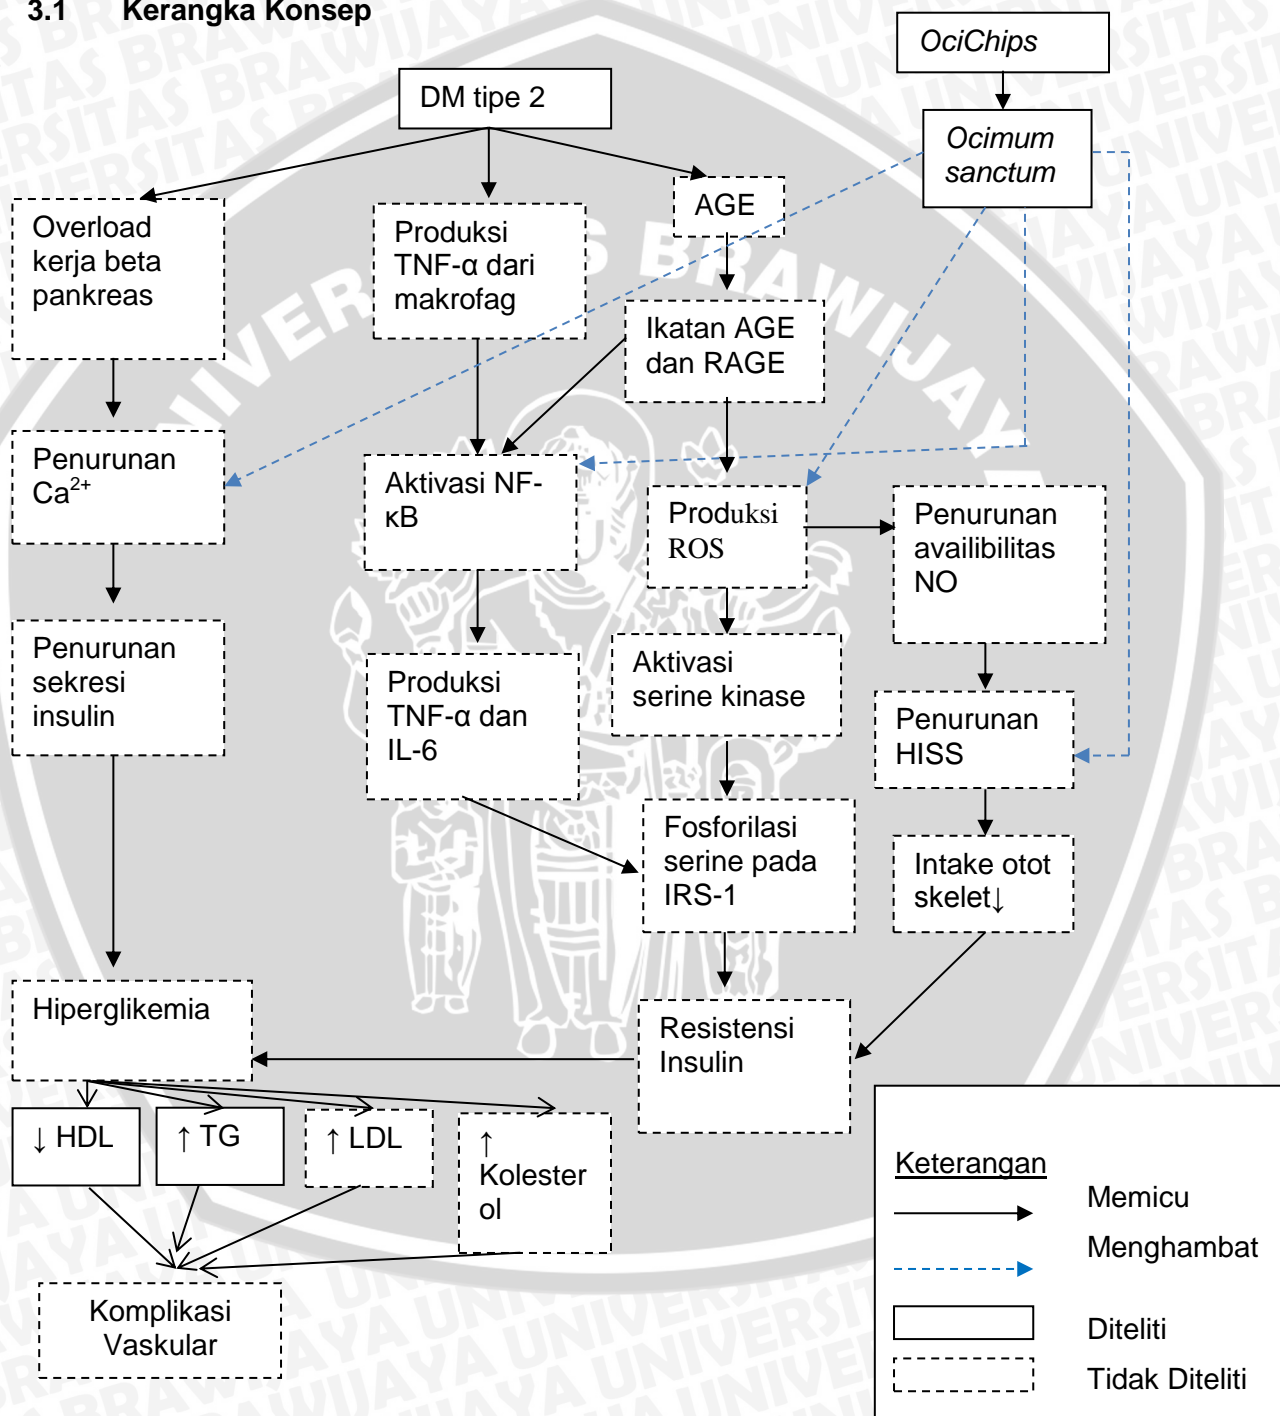 3.1 Kerangka Konsep
OciChips
DM tipe 2
Ocimum
sanctum
AGE
Overload
kerja beta
pankreas
Produksi
TNF-α dari
makrofag
Ikatan AGE
dan RAGE
Penurunan
Ca2+
Aktivasi NF-
κB
Produksi
ROS
Penurunan
availibilitas
NO
Penurunan
sekresi
insulin
Produksi
TNF-α dan
IL-6
Aktivasi
serine kinase
Penurunan
HISS
Fosforilasi
serine pada
IRS-1
Intake otot
skelet↓
Hiperglikemia
Resistensi
Insulin
↓ HDL
↑ TG
↑ LDL
↑
Kolester
ol
Komplikasi
Vaskular
Keterangan
Memicu
Menghambat
Diteliti
Tidak Diteliti
UNIVERSITAS BRAWIJAYA